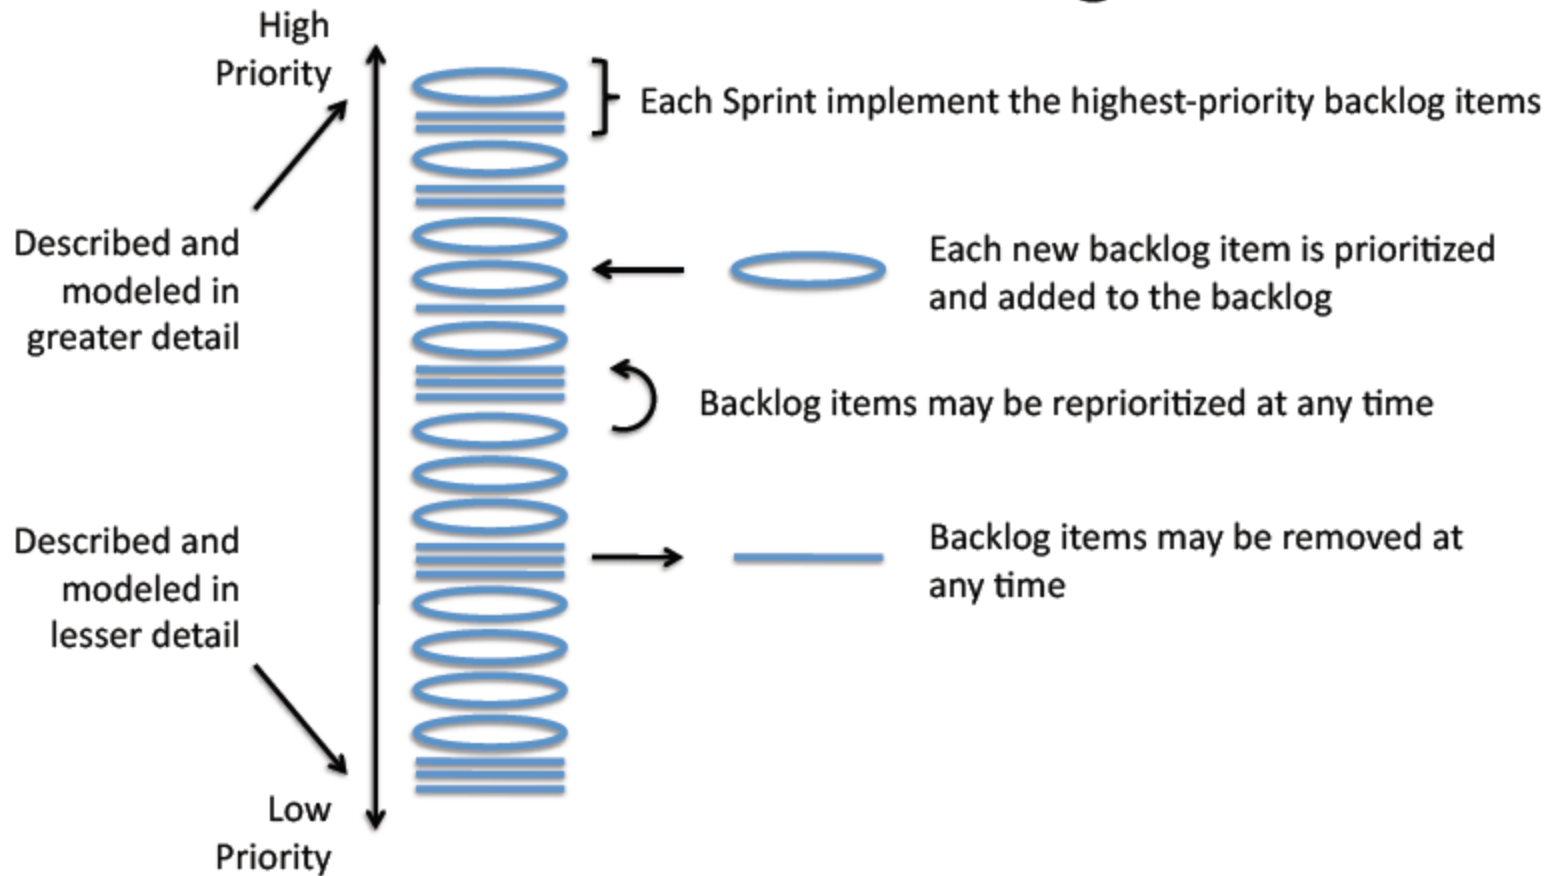 High
Priority
Each Sprint implement the highest-priority backlog items
Described and
modeled in
greater detail
Each new backlog item is prioritized
and added to the backlog
Backlog items may be reprioritized at any time
Described and
modeled in
lesser detail
Backlog items may be removed at
any time
Low
Priority